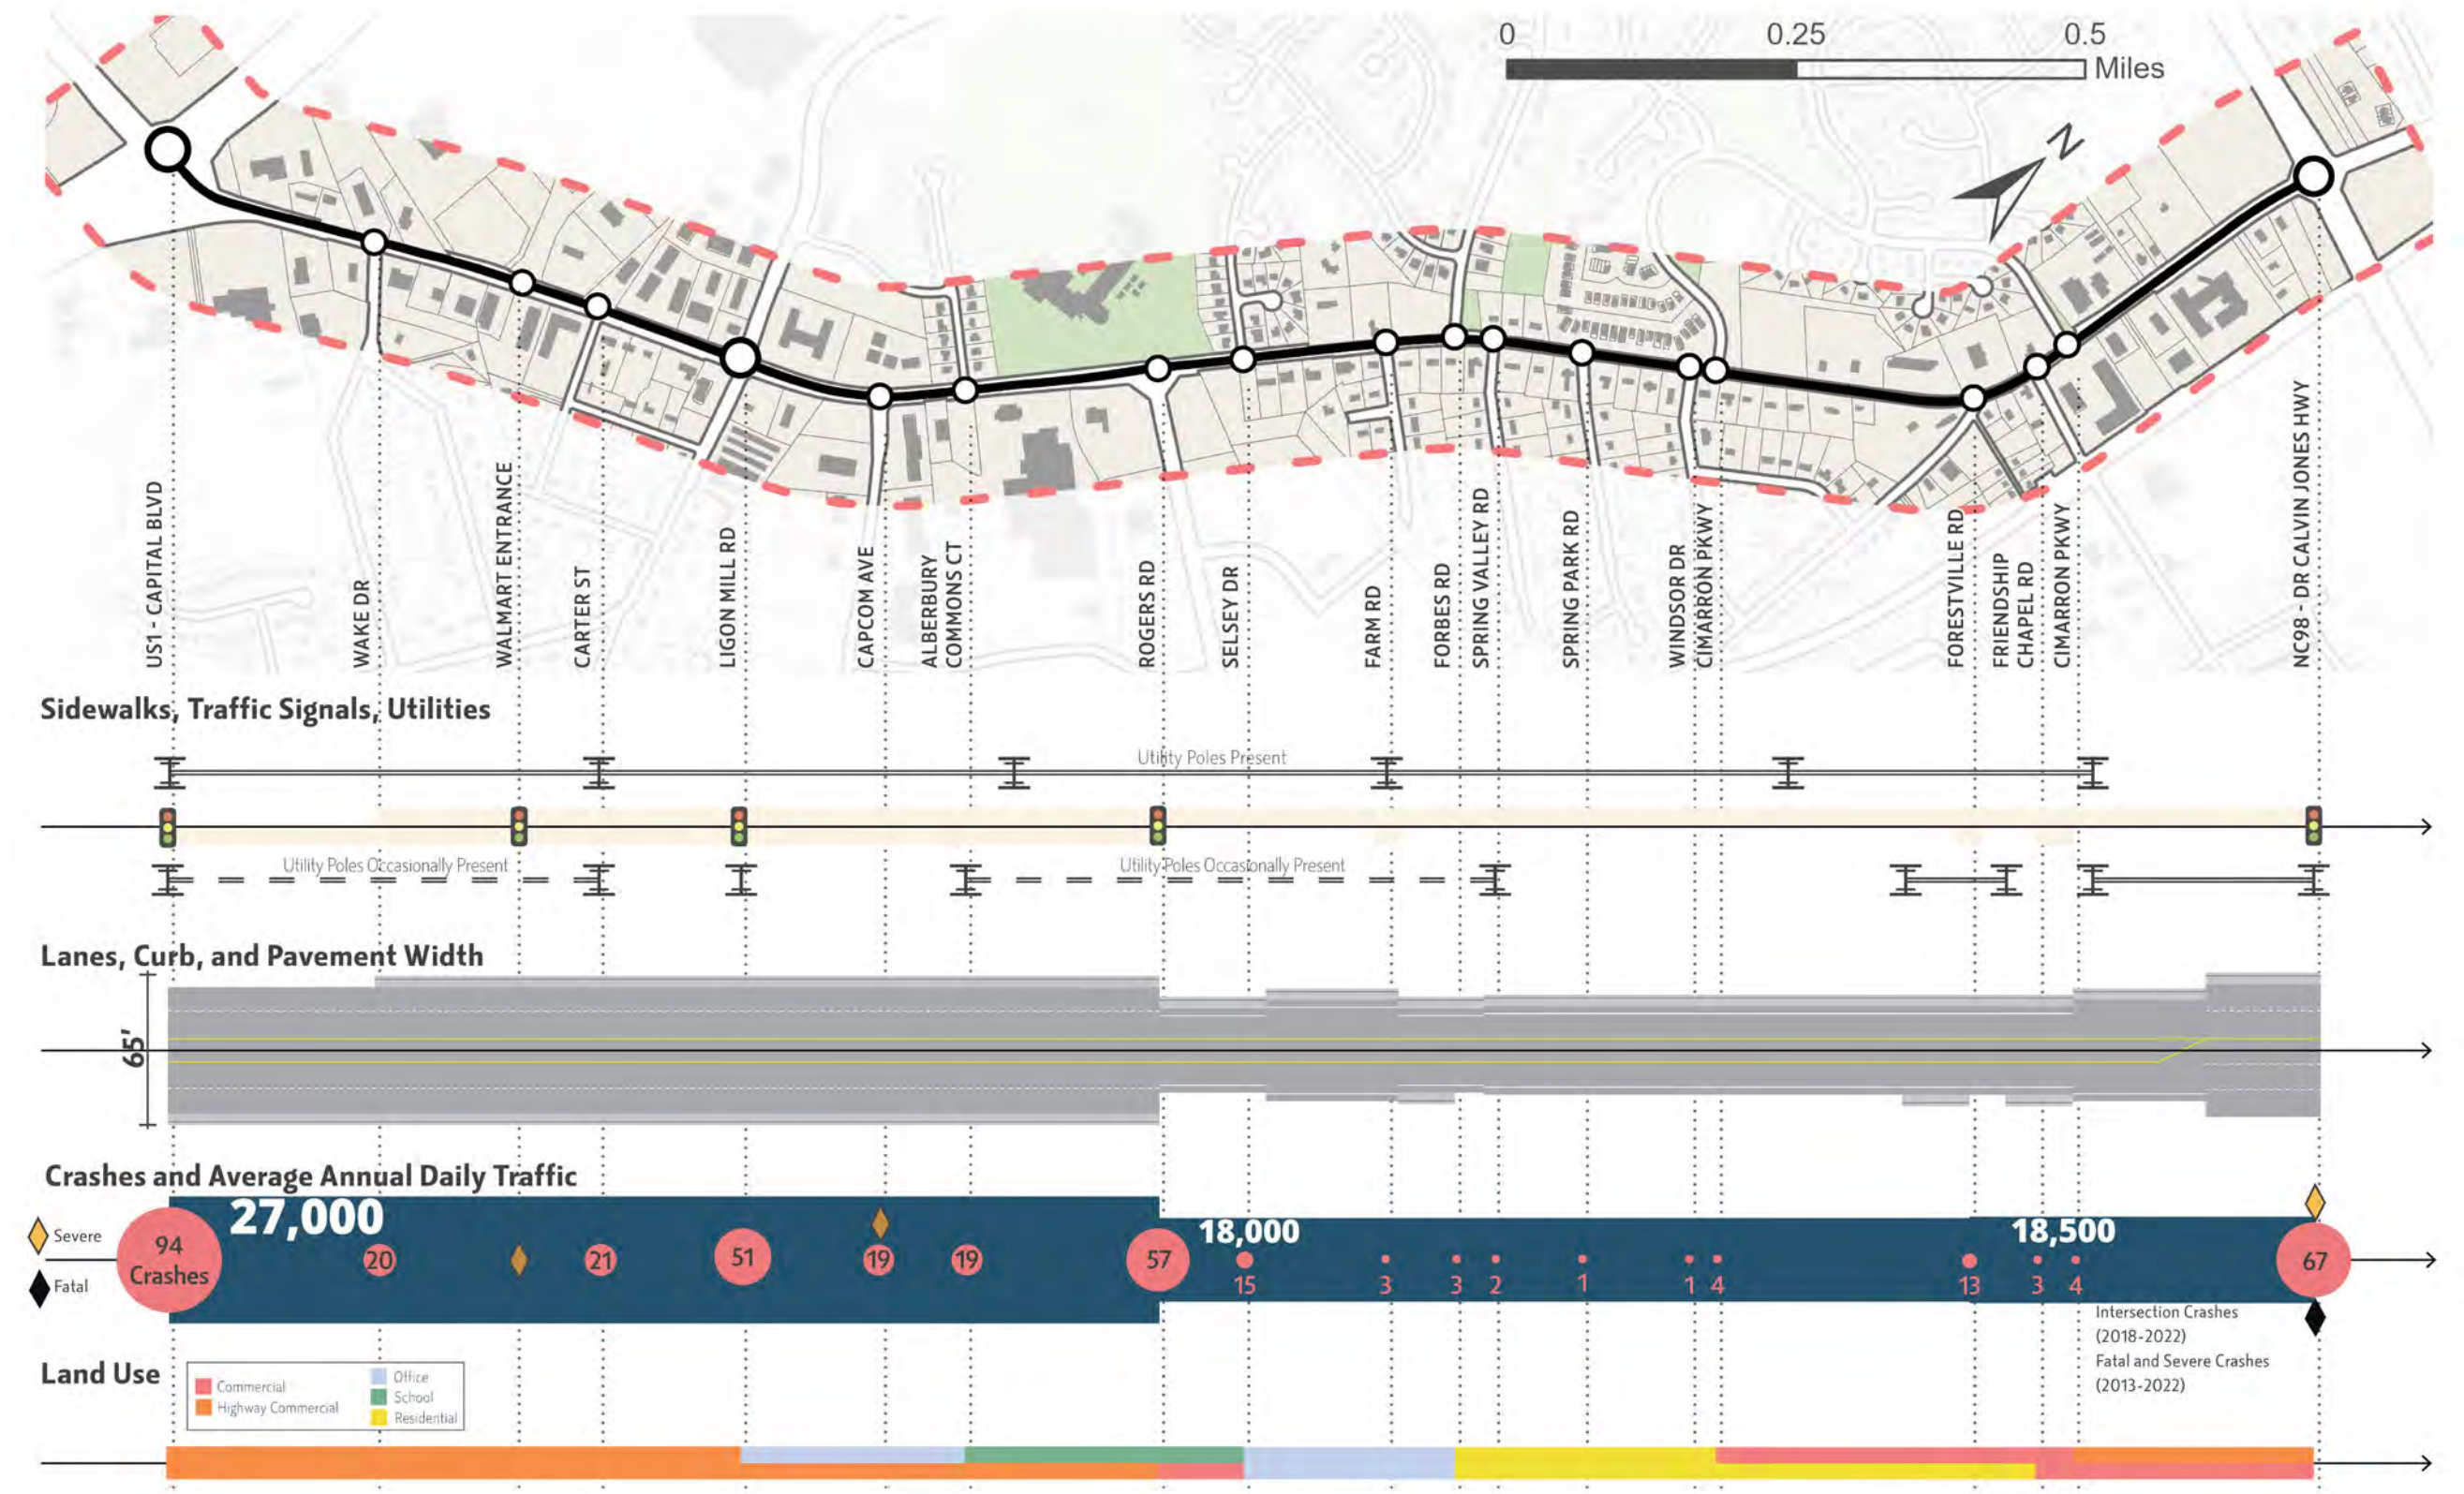 0 0.25 0.5
Miles
N
US1 - CAPITAL BLVD
WAKE DR
WALMART ENTRANCE
CARTER ST
LIGON MILL RD
CAPCOM AVE
ALBERBURY
COMMONS CT
ROGERS RD
SELSEY DR
FARM RD
FORBES RD
SPRING VALLEY RD
SPRING PARK RD
WINDSOR DR
CIMARRON PKWY
FORESTVILLE RD
FRIENDSHIP
CHAPEL RD
CIMARRON PKWY
NC98 - DR CALVIN JONES HWY
Sidewalks, Traffic Signals, Utilities
Utility Poles Present
Utility Poles Occasionally Present
Utility Poles Occasionally Present
Lanes, Curb, and Pavement Width
65'
Crashes and Average Annual Daily Traffic
27,000
18,000
18,500
Severe
Fatal
94
Crashes
20
21
51
19
19
57
15
3
3
2
1
1
4
13
3
4
67
Intersection Crashes
(2018-2022)
Fatal and Severe Crashes
(2013-2022)
Land Use
Commercial
Highway Commercial
Office
School
Residential